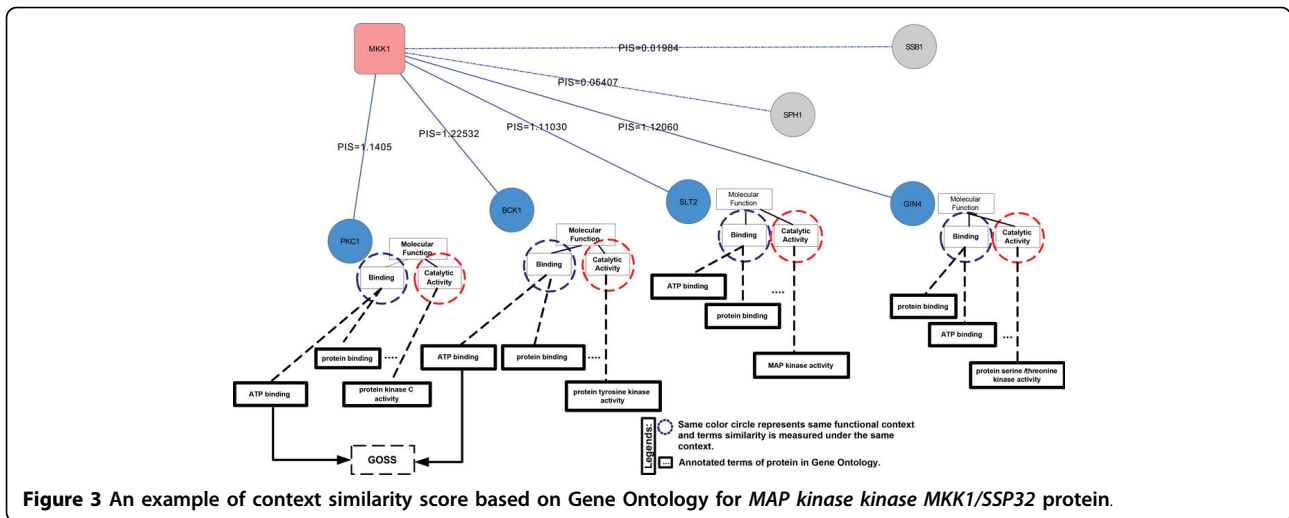 MKK1
SSB1
PIS=0.01984
PIS=0.05407
SPH1
PIS=1.1405
PIS=1.22532
PIS=1.11030
PIS=1.12060
PKC1
BCK1
SLT2
GIN4
Molecular
Function
Binding
Catalytic
Activity
protein binding
....
ATP binding
protein kinase C
activity
Molecular
Function
Binding
Catalytic
Activity
ATP binding
protein binding
....
protein tyrosine kinase
activity
Molecular
Function
Binding
Catalytic
Activity
ATP binding
....
protein binding
MAP kinase activity
Molecular
Function
Binding
Catalytic
Activity
protein binding
ATP binding
...
protein serine /threonine
kinase activity
GOSS
Legends:
Same color circle represents same functional context
and terms similarity is measured under the same
context.
... Annotated terms of protein in Gene Ontology.
Figure 3 An example of context similarity score based on Gene Ontology for MAP kinase kinase MKK1/SSP32 protein.